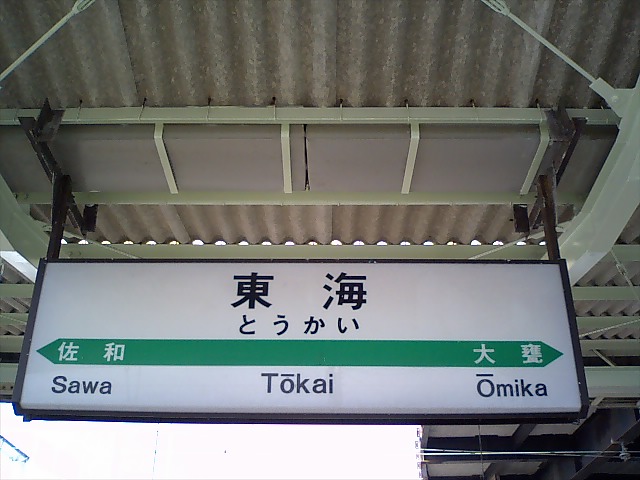 東 海
とうかい
佐 和 大 甕
Sawa Tōkai Ōmika